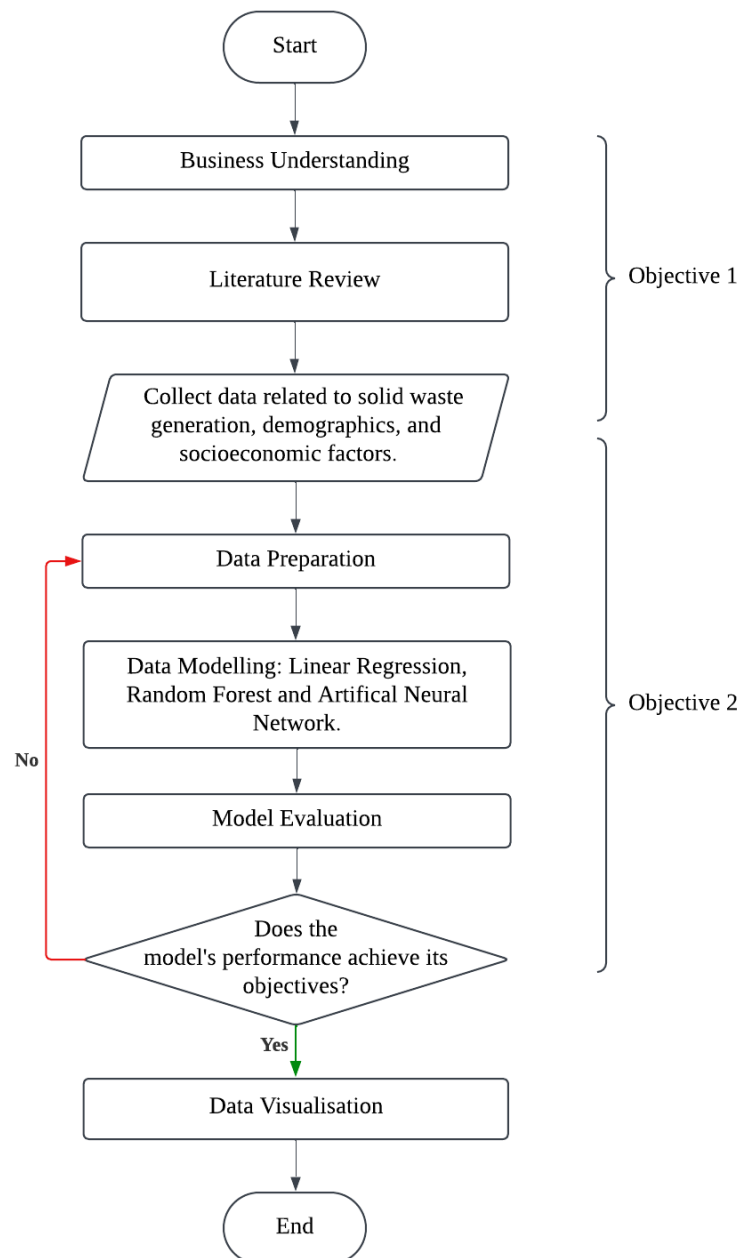 Start
Business Understanding
Literature Review
Objective 1
Collect data related to solid waste
generation, demographics, and
socioeconomic factors.
Data Preparation
Data Modelling: Linear Regression,
Random Forest and Artifical Neural
Network.
Objective 2
No
Model Evaluation
Does the
model's performance achieve its
objectives?
Yes
Data Visualisation
End